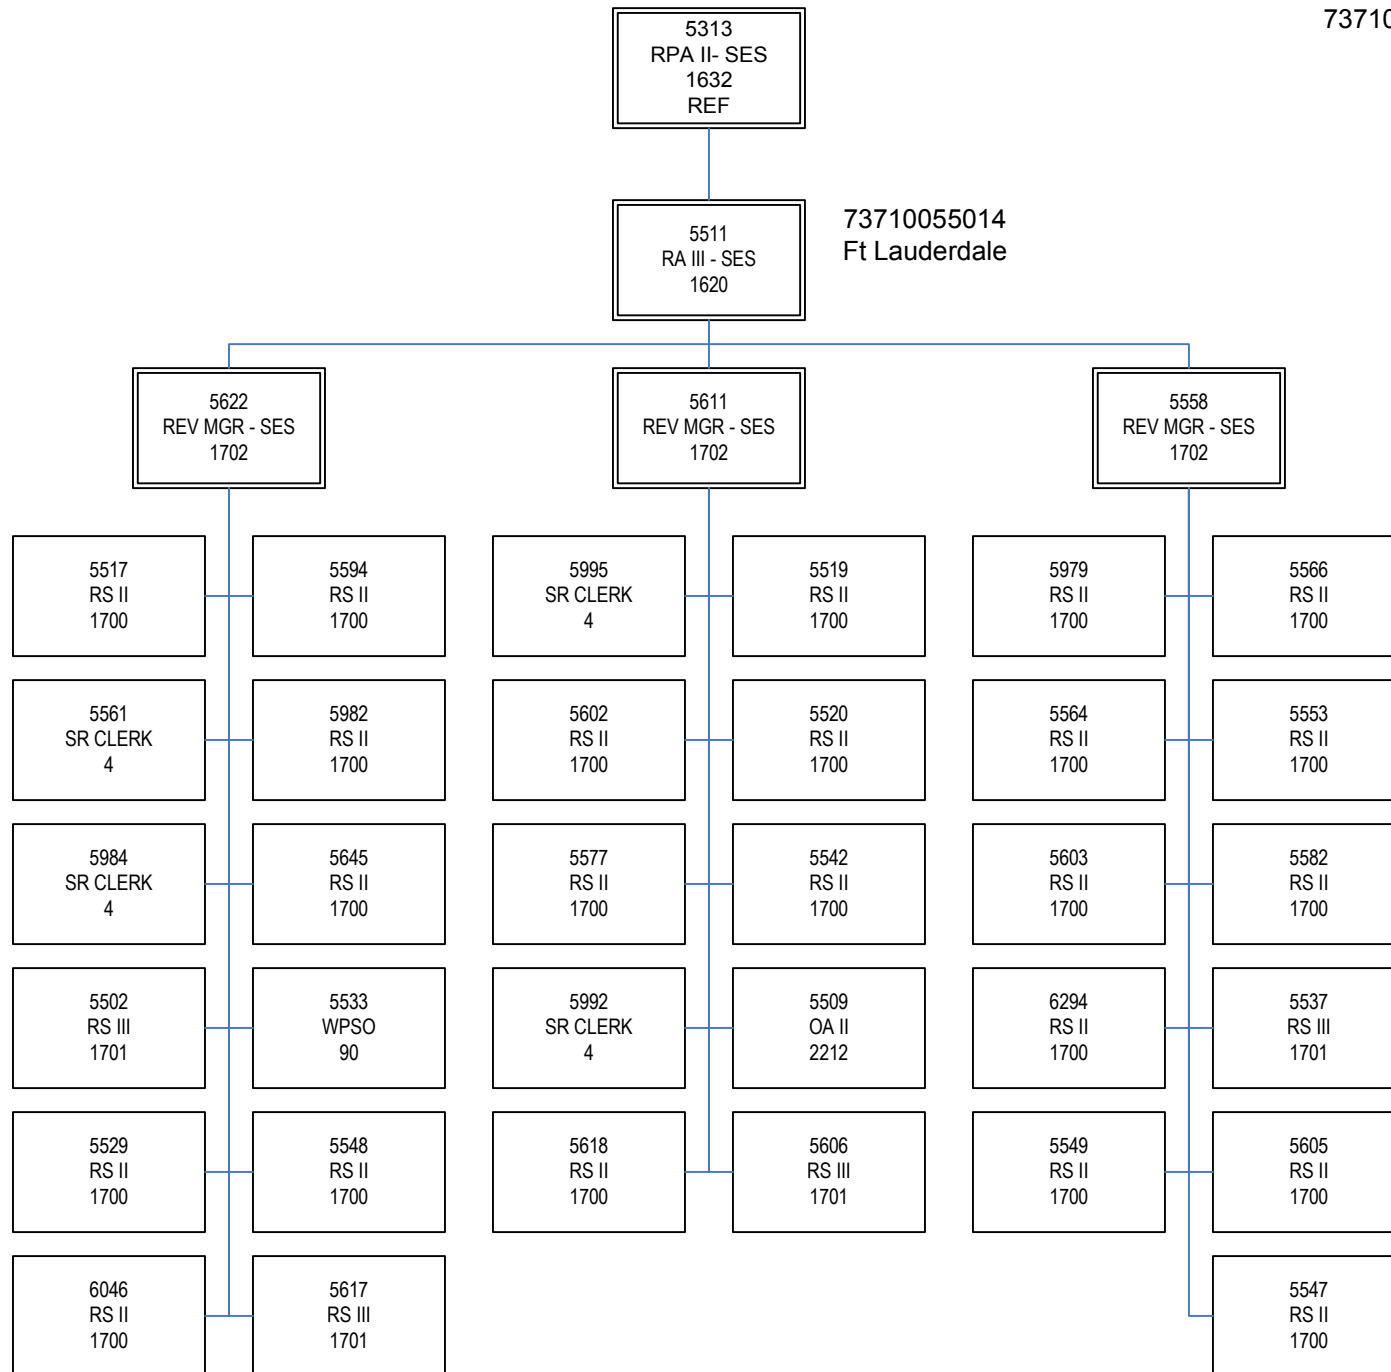 73710
5313
RPA II- SES
1632
REF
5511
RA III - SES
1620
73710055014
Ft Lauderdale
5622
REV MGR - SES
1702
5611
REV MGR - SES
1702
5558
REV MGR - SES
1702
5517
RS II
1700
5594
RS II
1700
5995
SR CLERK
4
5519
RS II
1700
5979
RS II
1700
5566
RS II
1700
5561
SR CLERK
4
5982
RS II
1700
5602
RS II
1700
5520
RS II
1700
5564
RS II
1700
5553
RS II
1700
5984
SR CLERK
4
5645
RS II
1700
5577
RS II
1700
5542
RS II
1700
5603
RS II
1700
5582
RS II
1700
5502
RS III
1701
5533
WPSO
90
5992
SR CLERK
4
5509
OA II
2212
6294
RS II
1700
5537
RS III
1701
5529
RS II
1700
5548
RS II
1700
5618
RS II
1700
5606
RS III
1701
5549
RS II
1700
5605
RS II
1700
6046
RS II
1700
5617
RS III
1701
5547
RS II
1700